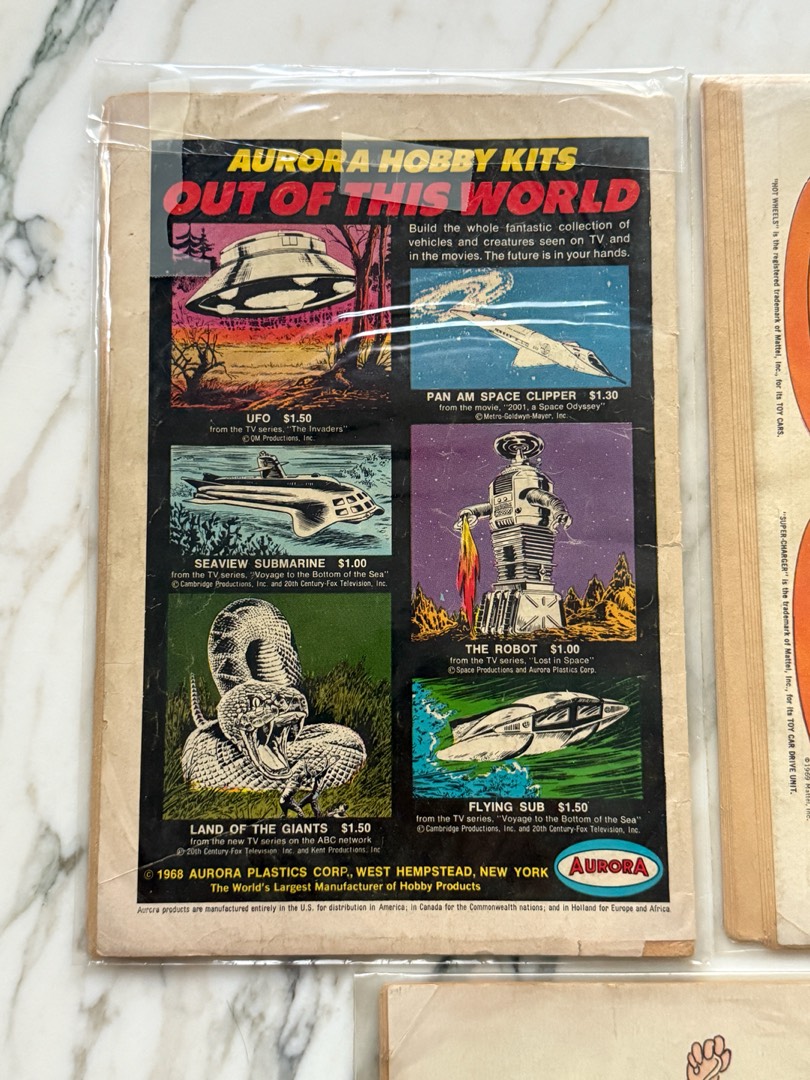 AURORA HOBBY KITS
OUT OF THIS WORLD
Build the whole fantastic collection of
vehicles and creatures seen on TV and
in the movies. The future is in your hands.
UFO $1.50
from the TV series, "The Invaders"
© QM Productions, Inc.
PAN AM SPACE CLIPPER $1.30
from the movie, "2001, a Space Odyssey"
© Metro-Goldwyn-Mayer, Inc.
SEAVIEW SUBMARINE $1.00
from the TV series, "Voyage to the Bottom of the Sea"
© Cambridge Productions, Inc. and 20th Century-Fox Television, Inc.
THE ROBOT $1.00
from the TV series, "Lost in Space"
© Space Productions and Aurora Plastics Corp.
LAND OF THE GIANTS $1.50
from the new TV series on the ABC network
© 20th Century-Fox Television, Inc. and Kent Productions, Inc
FLYING SUB $1.50
from the TV series, "Voyage to the Bottom of the Sea"
© Cambridge Productions, Inc. and 20th Century-Fox Television, Inc.
© 1968 AURORA PLASTICS CORP., WEST HEMPSTEAD, NEW YORK
The World's Largest Manufacturer of Hobby Products
AURORA
Aurora products are manufactured entirely in the U.S. for distribution in America; in Canada for the Commonwealth nations; and in Holland for Europe and Africa
"HOT WHEELS" is the registered trademark of Mattel, Inc., for its TOY CARS.
"SUPER-CHARGER" is the trademark of Mattel, Inc., for its TOY CAR DRIVE UNIT.
© 1969 Mattel, Inc.